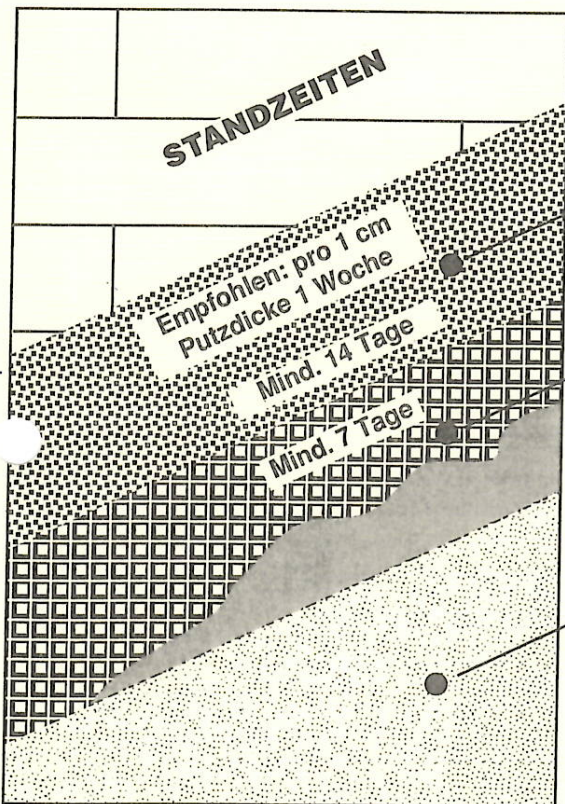 STANDZEITEN
Empfohlen: pro 1 cm
Putzdicke 1 Woche
Mind. 14 Tage
Mind. 7 Tage